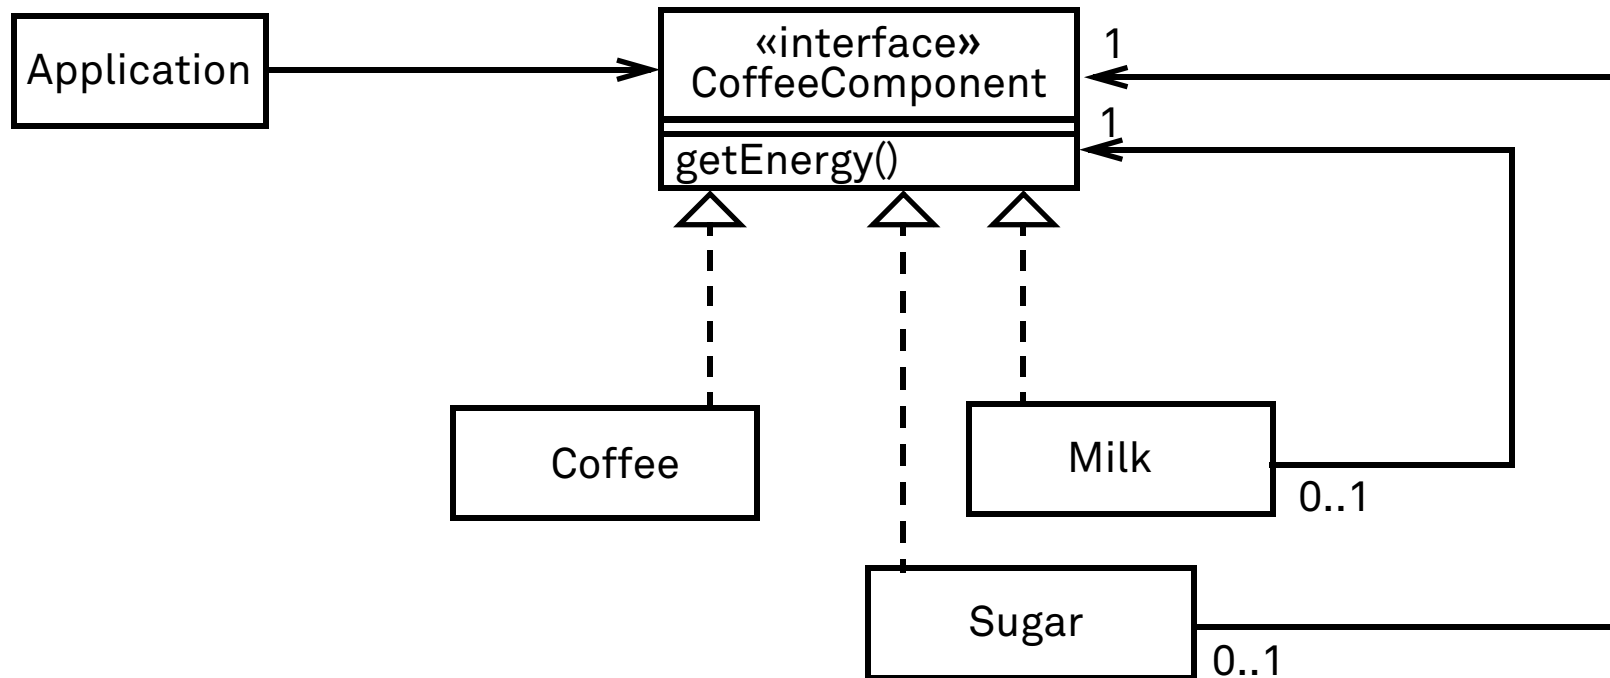 Application
«interface»
CoffeeComponent
getEnergy()
1
1
Coffee
Milk
0..1
Sugar
0..1